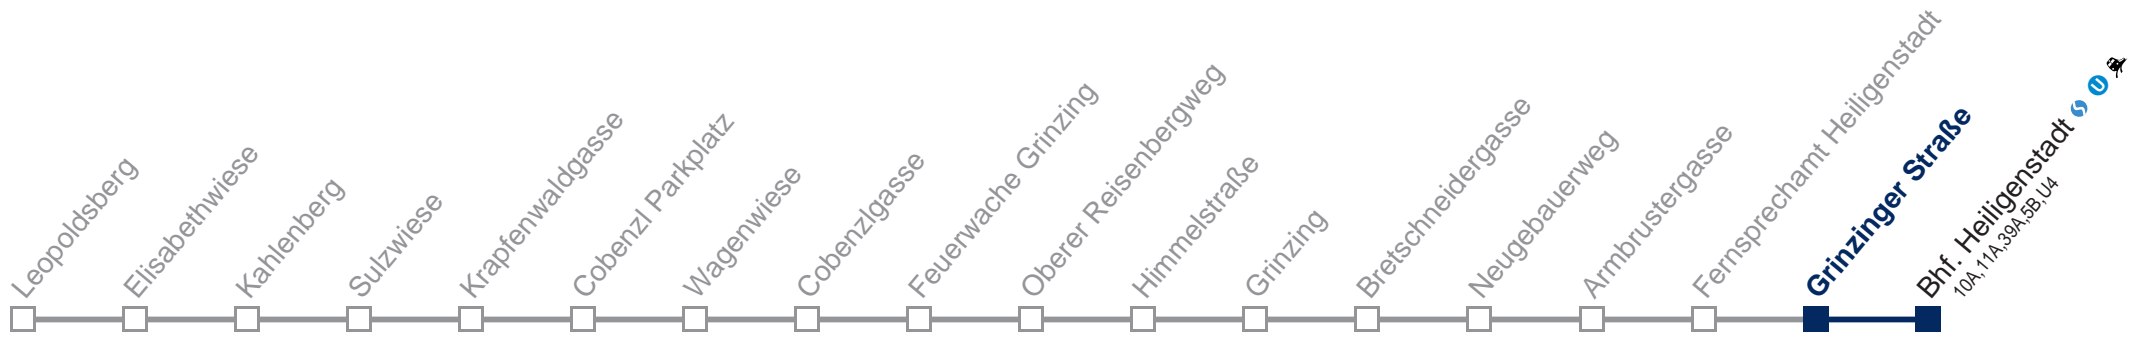 Leopoldsberg
Elisabethwiese
Kahlenberg
Sulzwiese
Krapfenwaldgasse
Cobenzl Parkplatz
Wagenwiese
Cobenzlgasse
Feuerwache Grinzing
Oberer Reisenbergweg
Himmelstraße
Grinzing
Bretschneidergasse
Neugebauerweg
Armbrustergasse
Fernsprechamt Heiligenstadt
Grinzinger Straße
Bhf. Heiligenstadt S U
10A,11A,39A,5B,U4